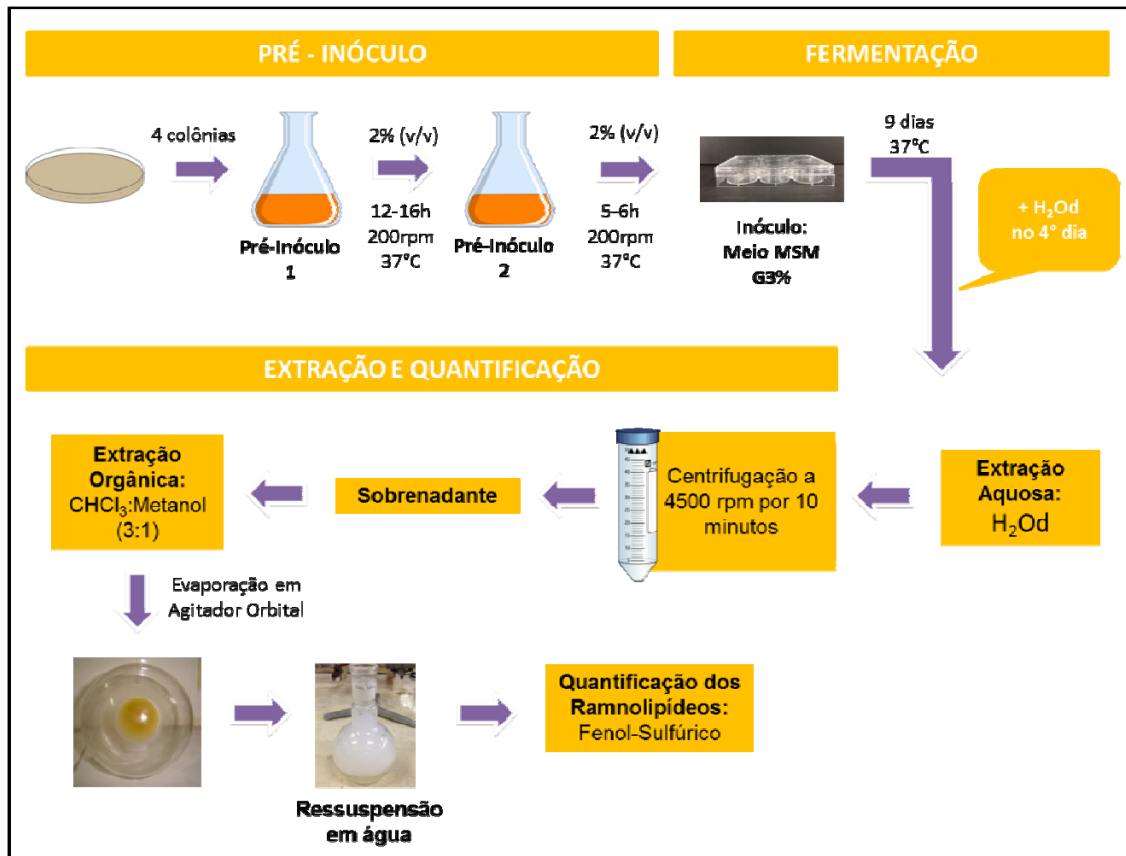 PRÉ - INÓCULO
FERMENTAÇÃO
4 colônias
2% (v/v)
12-16h
200rpm
37°C
2% (v/v)
5-6h
200rpm
37°C
9 dias
37°C
Pré-Inóculo
1
Pré-Inóculo
2
Inóculo:
Meio MSM
G3%
+ H₂Od
no 4° dia
EXTRAÇÃO E QUANTIFICAÇÃO
Extração
Orgânica:
CHCl₃:Metanol
(3:1)
Sobrenadante
Centrifugação a
4500 rpm por 10
minutos
Extração
Aquosa:
H₂Od
Evaporação em
Agitador Orbital
Ressuspensão
em água
Quantificação dos
Ramnolipídeos:
Fenol-Sulfúrico